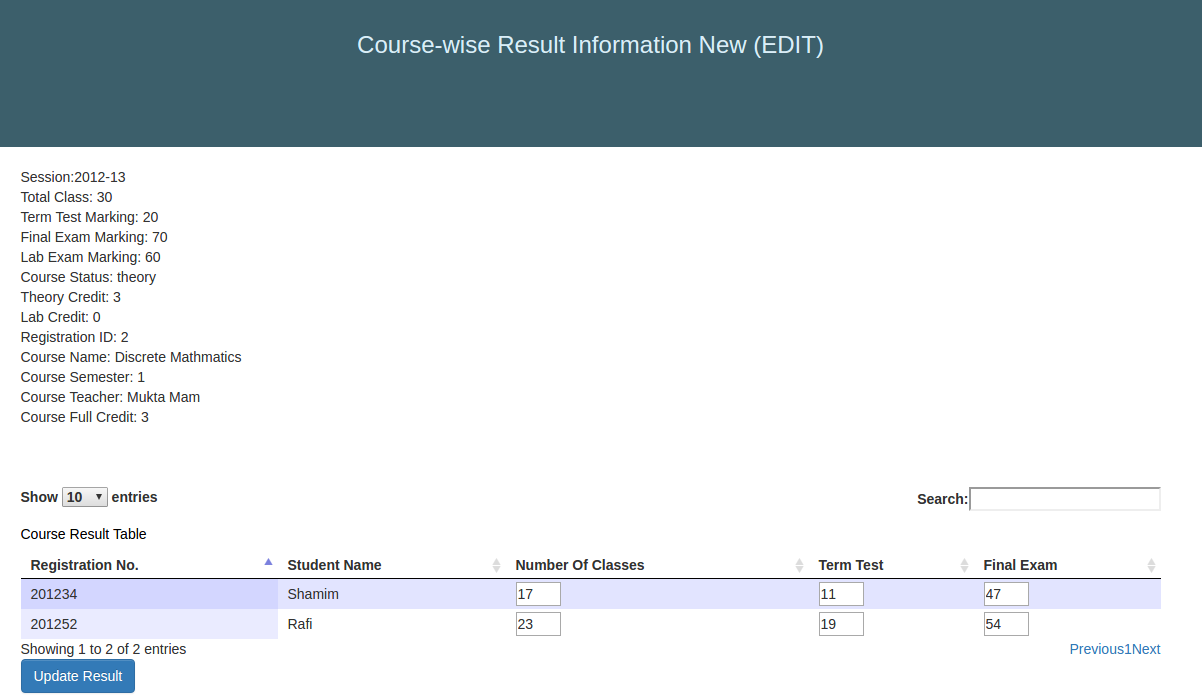 Course-wise Result Information New (EDIT)
Session:2012-13
Total Class: 30
Term Test Marking: 20
Final Exam Marking: 70
Lab Exam Marking: 60
Course Status: theory
Theory Credit: 3
Lab Credit: 0
Registration ID: 2
Course Name: Discrete Mathmatics
Course Semester: 1
Course Teacher: Mukta Mam
Course Full Credit: 3
Show 10 entries Search:
Course Result Table
Registration No. Student Name Number Of Classes Term Test Final Exam
201234 Shamim 17 11 47
201252 Rafi 23 19 54
Showing 1 to 2 of 2 entries Previous1Next
Update Result